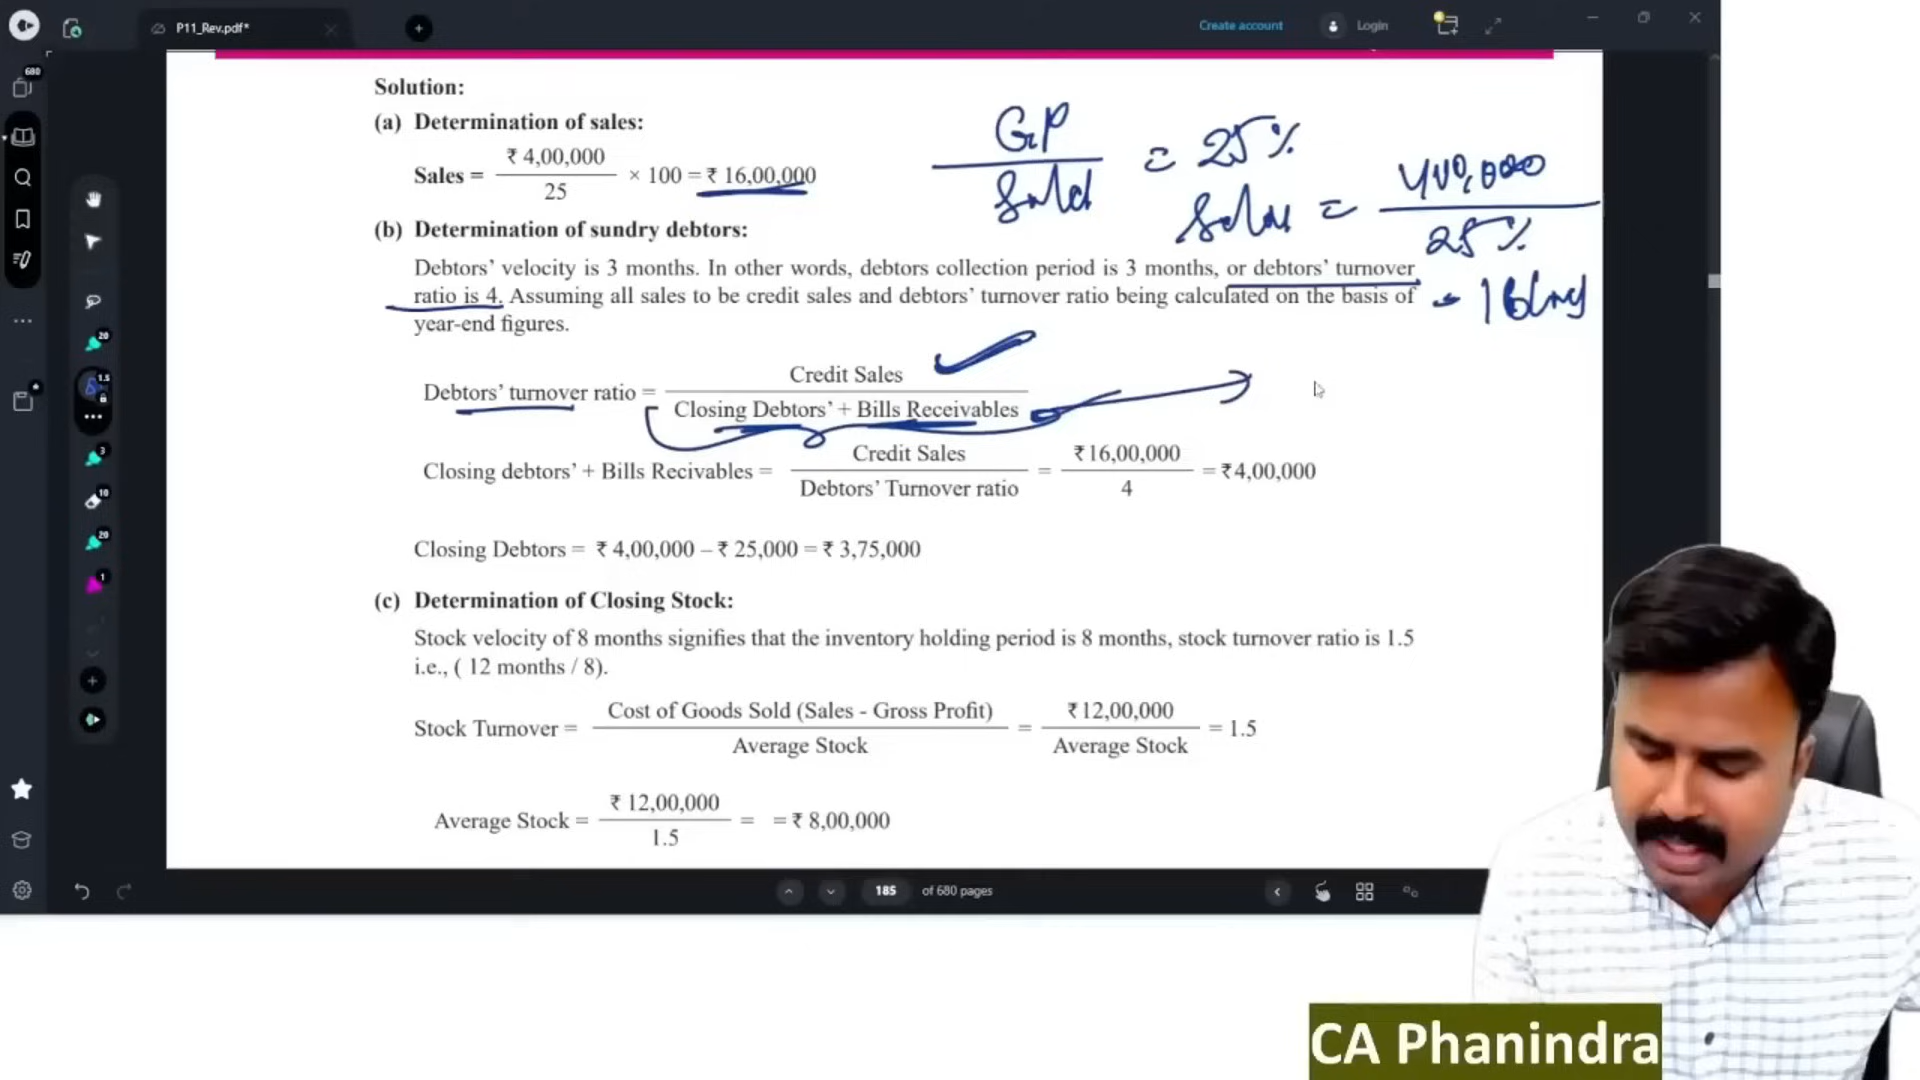 P11_Rev.pdf*
Create account
Login
680
Solution:
(a) Determination of sales:
Sales = ₹ 4,00,000 / 25 × 100 = ₹ 16,00,000
GP
= 25%
Sales = 400,000
25%
(b) Determination of sundry debtors:
Debtors’ velocity is 3 months. In other words, debtors collection period is 3 months, or debtors’ turnover
ratio is 4. Assuming all sales to be credit sales and debtors’ turnover ratio being calculated on the basis of
year-end figures.
Debtors’ turnover ratio = Credit Sales / Closing Debtors’ + Bills Receivables
Closing debtors’ + Bills Recivables = Credit Sales / Debtors’ Turnover ratio = ₹16,00,000 / 4 = ₹4,00,000
Closing Debtors = ₹ 4,00,000 – ₹ 25,000 = ₹ 3,75,000
(c) Determination of Closing Stock:
Stock velocity of 8 months signifies that the inventory holding period is 8 months, stock turnover ratio is 1.5
i.e., ( 12 months / 8).
Stock Turnover = Cost of Goods Sold (Sales - Gross Profit) / Average Stock = ₹12,00,000 / Average Stock = 1.5
Average Stock = ₹ 12,00,000 / 1.5 = = ₹ 8,00,000
20
1.5
3
10
20
1
185 of 680 pages
CA Phanindra